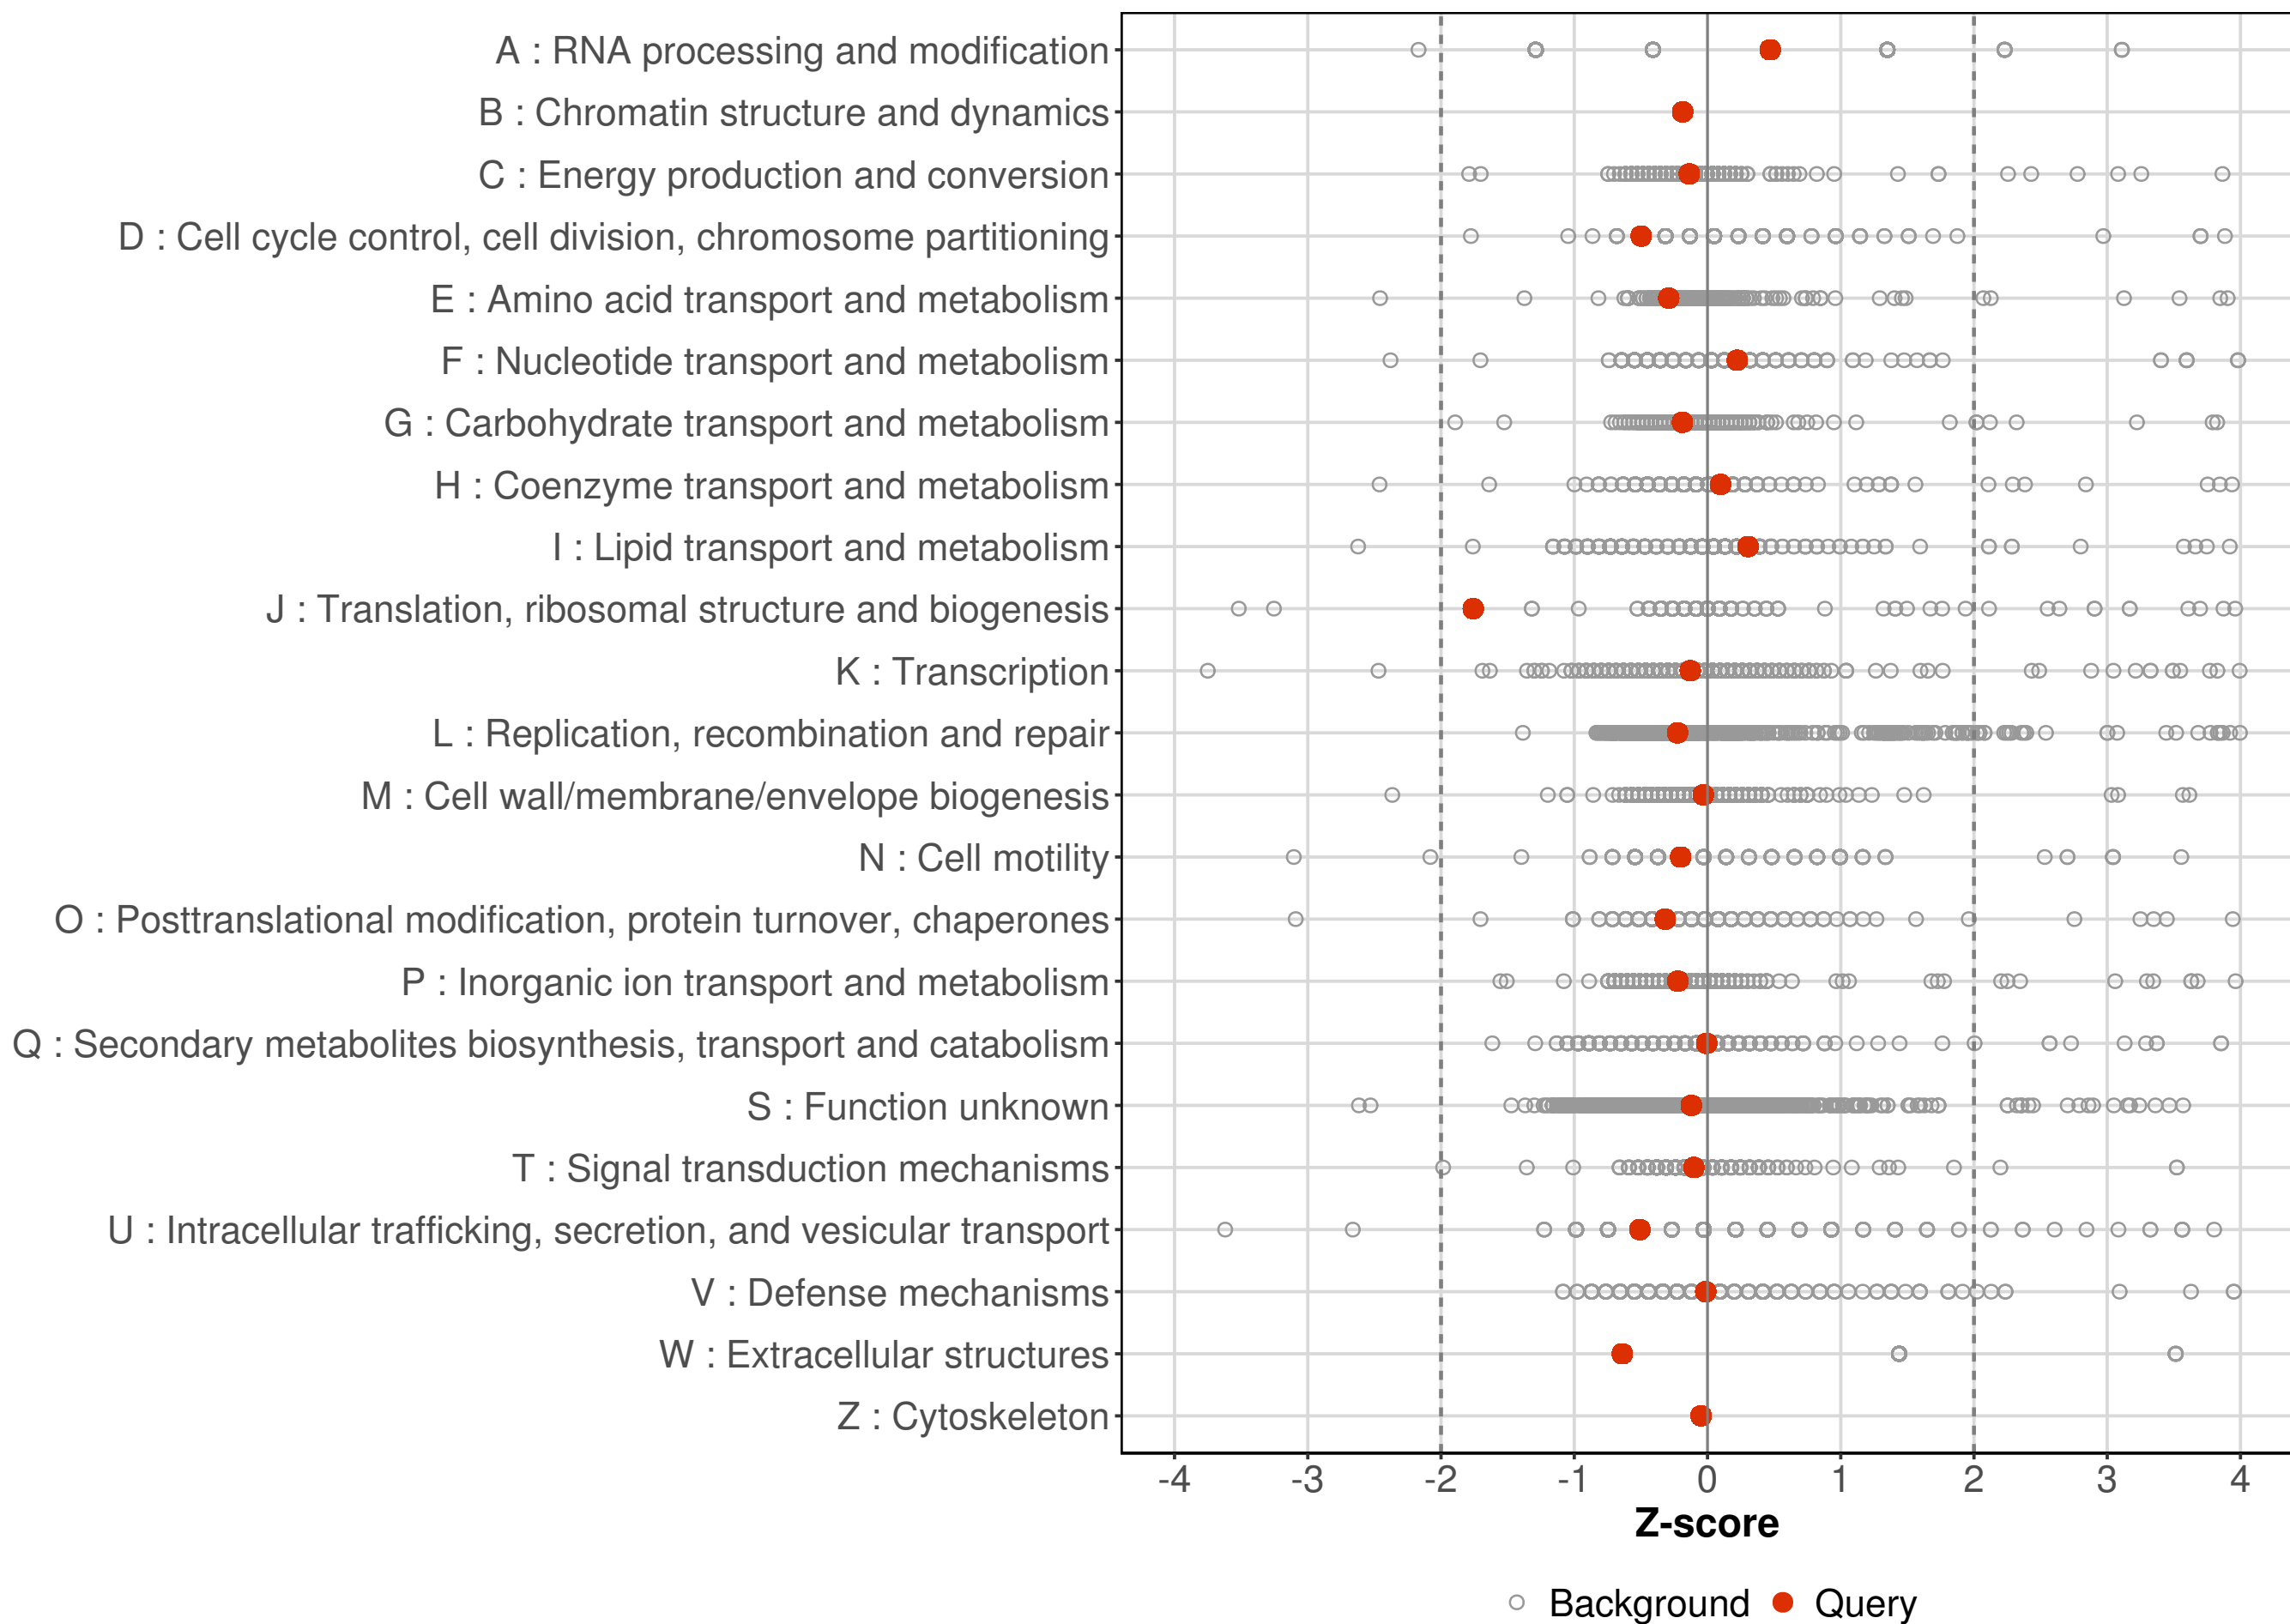 A : RNA processing and modification
B : Chromatin structure and dynamics
C : Energy production and conversion
D : Cell cycle control, cell division, chromosome partitioning
E : Amino acid transport and metabolism
F : Nucleotide transport and metabolism
G : Carbohydrate transport and metabolism
H : Coenzyme transport and metabolism
I : Lipid transport and metabolism
J : Translation, ribosomal structure and biogenesis
K : Transcription
L : Replication, recombination and repair
M : Cell wall/membrane/envelope biogenesis
N : Cell motility
O : Posttranslational modification, protein turnover, chaperones
P : Inorganic ion transport and metabolism
Q : Secondary metabolites biosynthesis, transport and catabolism
S : Function unknown
T : Signal transduction mechanisms
U : Intracellular trafficking, secretion, and vesicular transport
V : Defense mechanisms
W : Extracellular structures
Z : Cytoskeleton
-4 -3 -2 -1 0 1 2 3 4
Z-score
Background Query